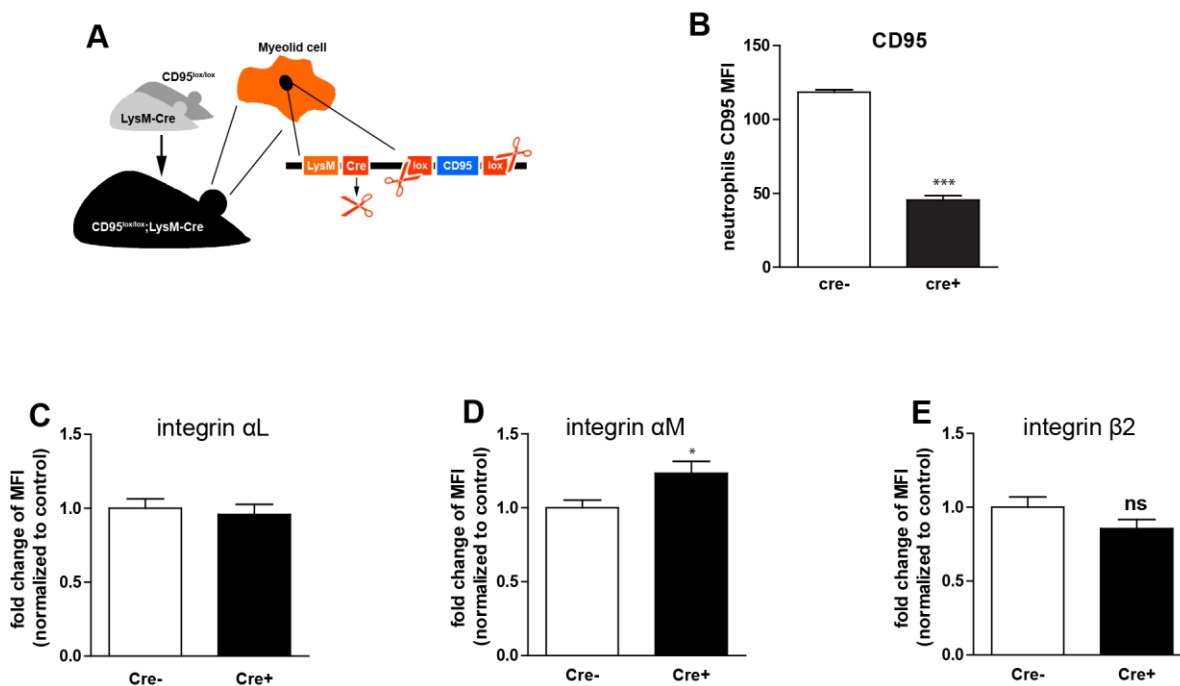 A
Myeolid cell
CD95lox/lox
LysM-Cre
LysM
Cre
lox
CD95
lox
CD95lox/lox;LysM-Cre
B
CD95
neutrophils CD95 MFI
150
100
50
0
***
cre-
cre+
C
integrin αL
fold change of MFI
(normalized to control)
1.5
1.0
0.5
0.0
Cre-
Cre+
D
integrin αM
fold change of MFI
(normalized to control)
1.5
1.0
0.5
0.0
*
Cre-
Cre+
E
integrin β2
fold change of MFI
(normalized to control)
1.5
1.0
0.5
0.0
ns
Cre-
Cre+